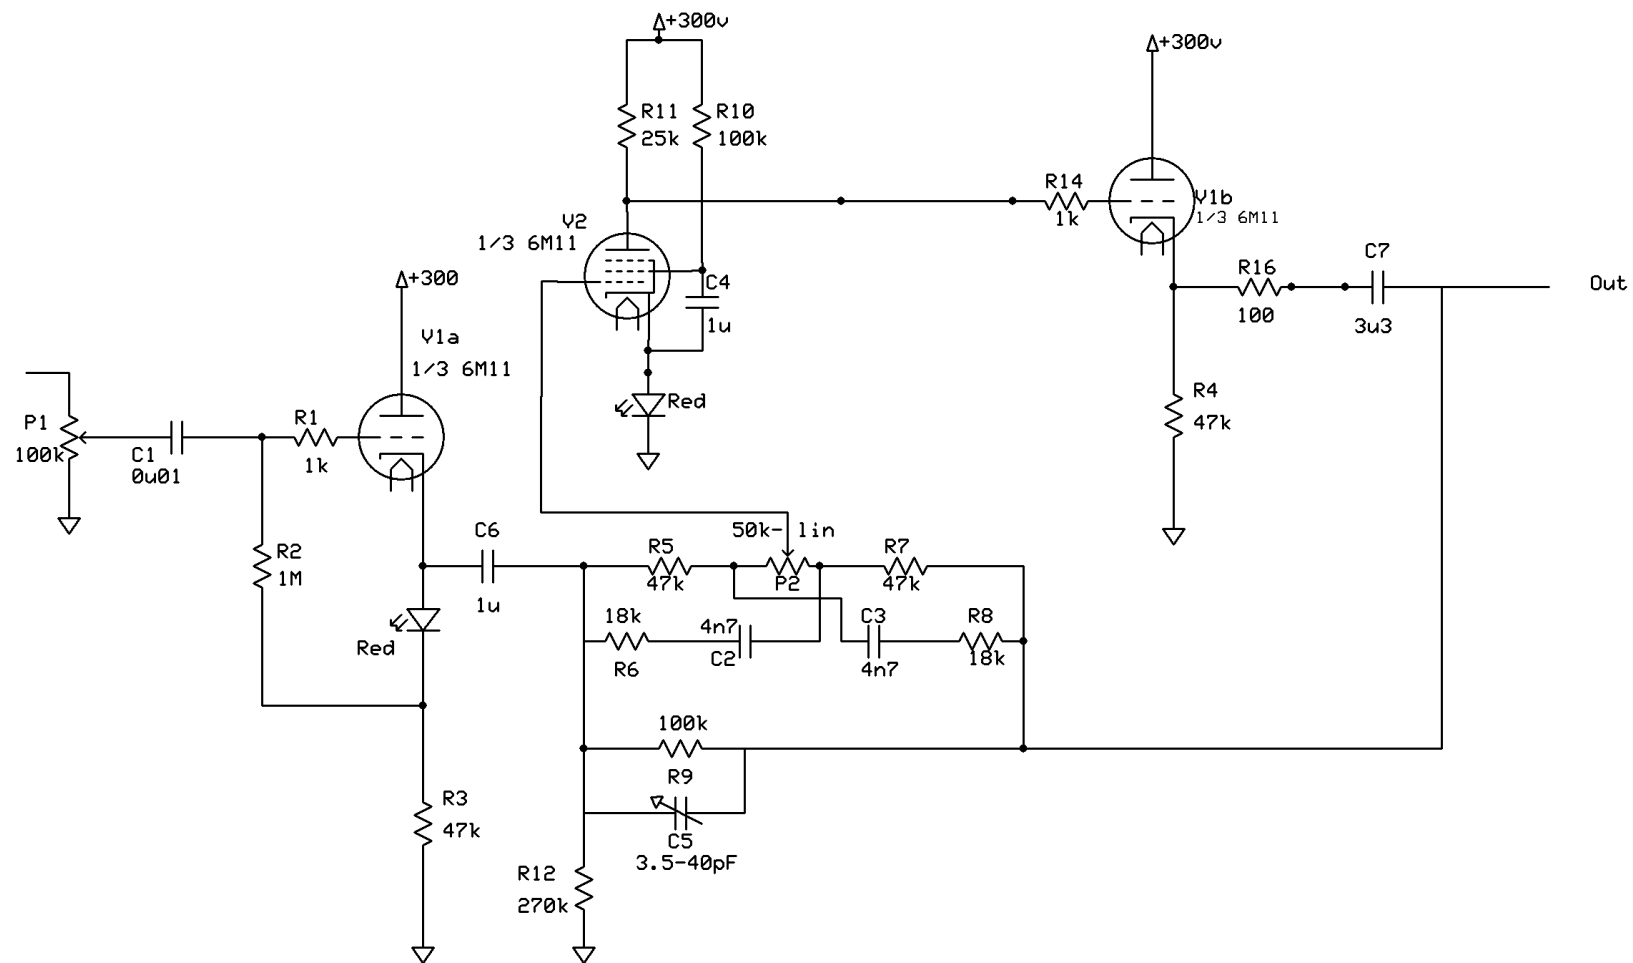 +300v
+300v
R11
25k
R10
100k
R14
1k
V1b
1/3 6M11
V2
1/3 6M11
C4
1u
R16
100
C7
3u3
Out
+300
V1a
1/3 6M11
Red
R4
47k
P1
100k
C1
0u01
R1
1k
R2
1M
C6
1u
50k- lin
R5
47k
P2
R7
47k
Red
18k
R6
4n7
C2
C3
4n7
R8
18k
100k
R9
R3
47k
C5
3.5-40pF
R12
270k